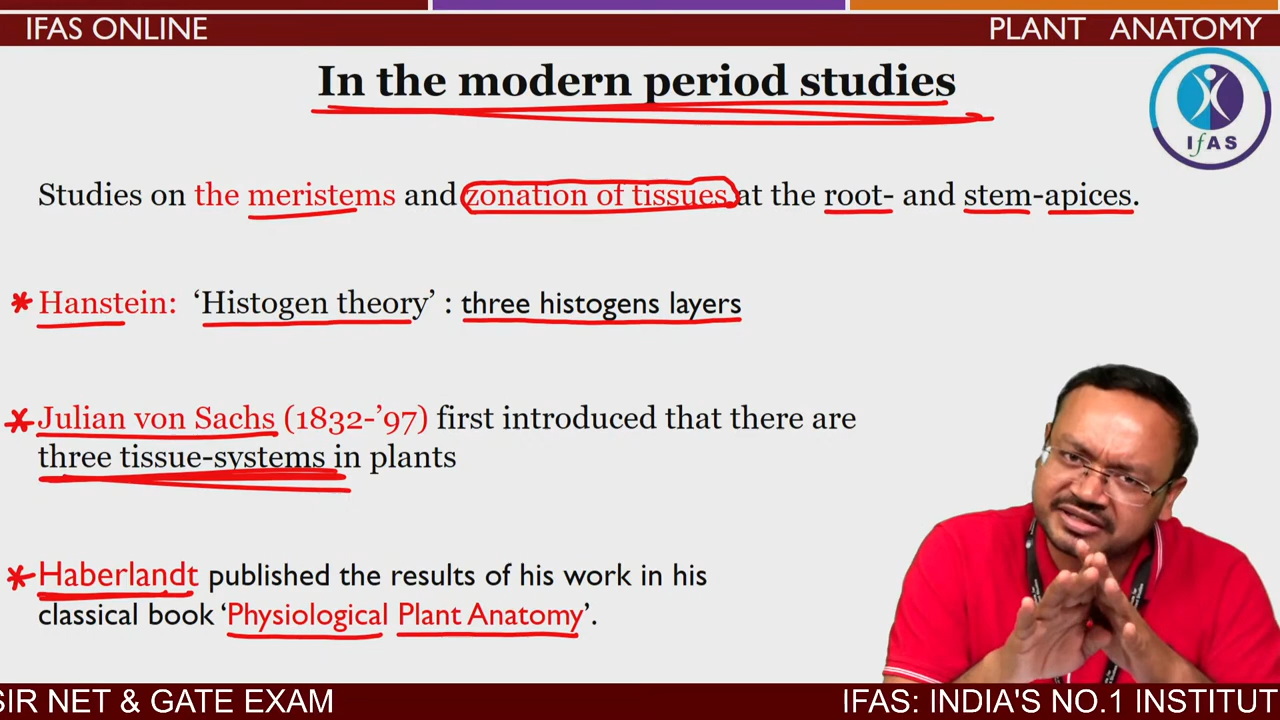 IFAS ONLINE
PLANT ANATOMY
In the modern period studies
IfAS
Studies on the meristems and zonation of tissues at the root- and stem-apices.
* Hanstein: ‘Histogen theory’ : three histogens layers
* Julian von Sachs (1832-’97) first introduced that there are
three tissue-systems in plants
* Haberlandt published the results of his work in his
classical book ‘Physiological Plant Anatomy’.
SIR NET & GATE EXAM
IFAS: INDIA'S NO.1 INSTITUT